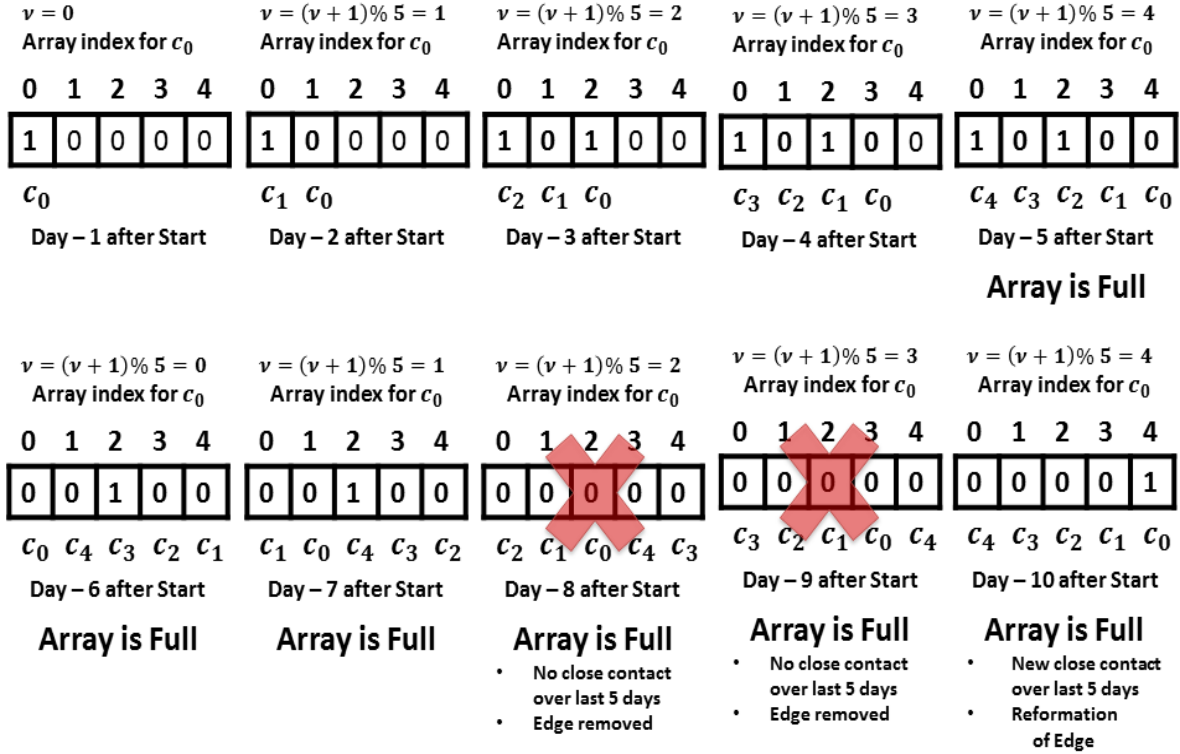 ν = 0
Array index for c₀
0 1 2 3 4
1 0 0 0 0
c₀
Day – 1 after Start
ν = (ν + 1)% 5 = 1
Array index for c₀
0 1 2 3 4
1 0 0 0 0
c₁ c₀
Day – 2 after Start
ν = (ν + 1)% 5 = 2
Array index for c₀
0 1 2 3 4
1 0 1 0 0
c₂ c₁ c₀
Day – 3 after Start
ν = (ν + 1)% 5 = 3
Array index for c₀
0 1 2 3 4
1 0 1 0 0
c₃ c₂ c₁ c₀
Day – 4 after Start
ν = (ν + 1)% 5 = 4
Array index for c₀
0 1 2 3 4
1 0 1 0 0
c₄ c₃ c₂ c₁ c₀
Day – 5 after Start
Array is Full
ν = (ν + 1)% 5 = 0
Array index for c₀
0 1 2 3 4
0 0 1 0 0
c₀ c₄ c₃ c₂ c₁
Day – 6 after Start
Array is Full
ν = (ν + 1)% 5 = 1
Array index for c₀
0 1 2 3 4
0 0 1 0 0
c₁ c₀ c₄ c₃ c₂
Day – 7 after Start
Array is Full
ν = (ν + 1)% 5 = 2
Array index for c₀
0 1 2 3 4
0 0 0 0 0
c₂ c₁ c₀ c₄ c₃
Day – 8 after Start
Array is Full
• No close contact
over last 5 days
• Edge removed
ν = (ν + 1)% 5 = 3
Array index for c₀
0 1 2 3 4
0 0 0 0 0
c₃ c₂ c₁ c₀ c₄
Day – 9 after Start
Array is Full
• No close contact
over last 5 days
• Edge removed
ν = (ν + 1)% 5 = 4
Array index for c₀
0 1 2 3 4
0 0 0 0 1
c₄ c₃ c₂ c₁ c₀
Day – 10 after Start
Array is Full
• New close contact
over last 5 days
• Reformation
of Edge